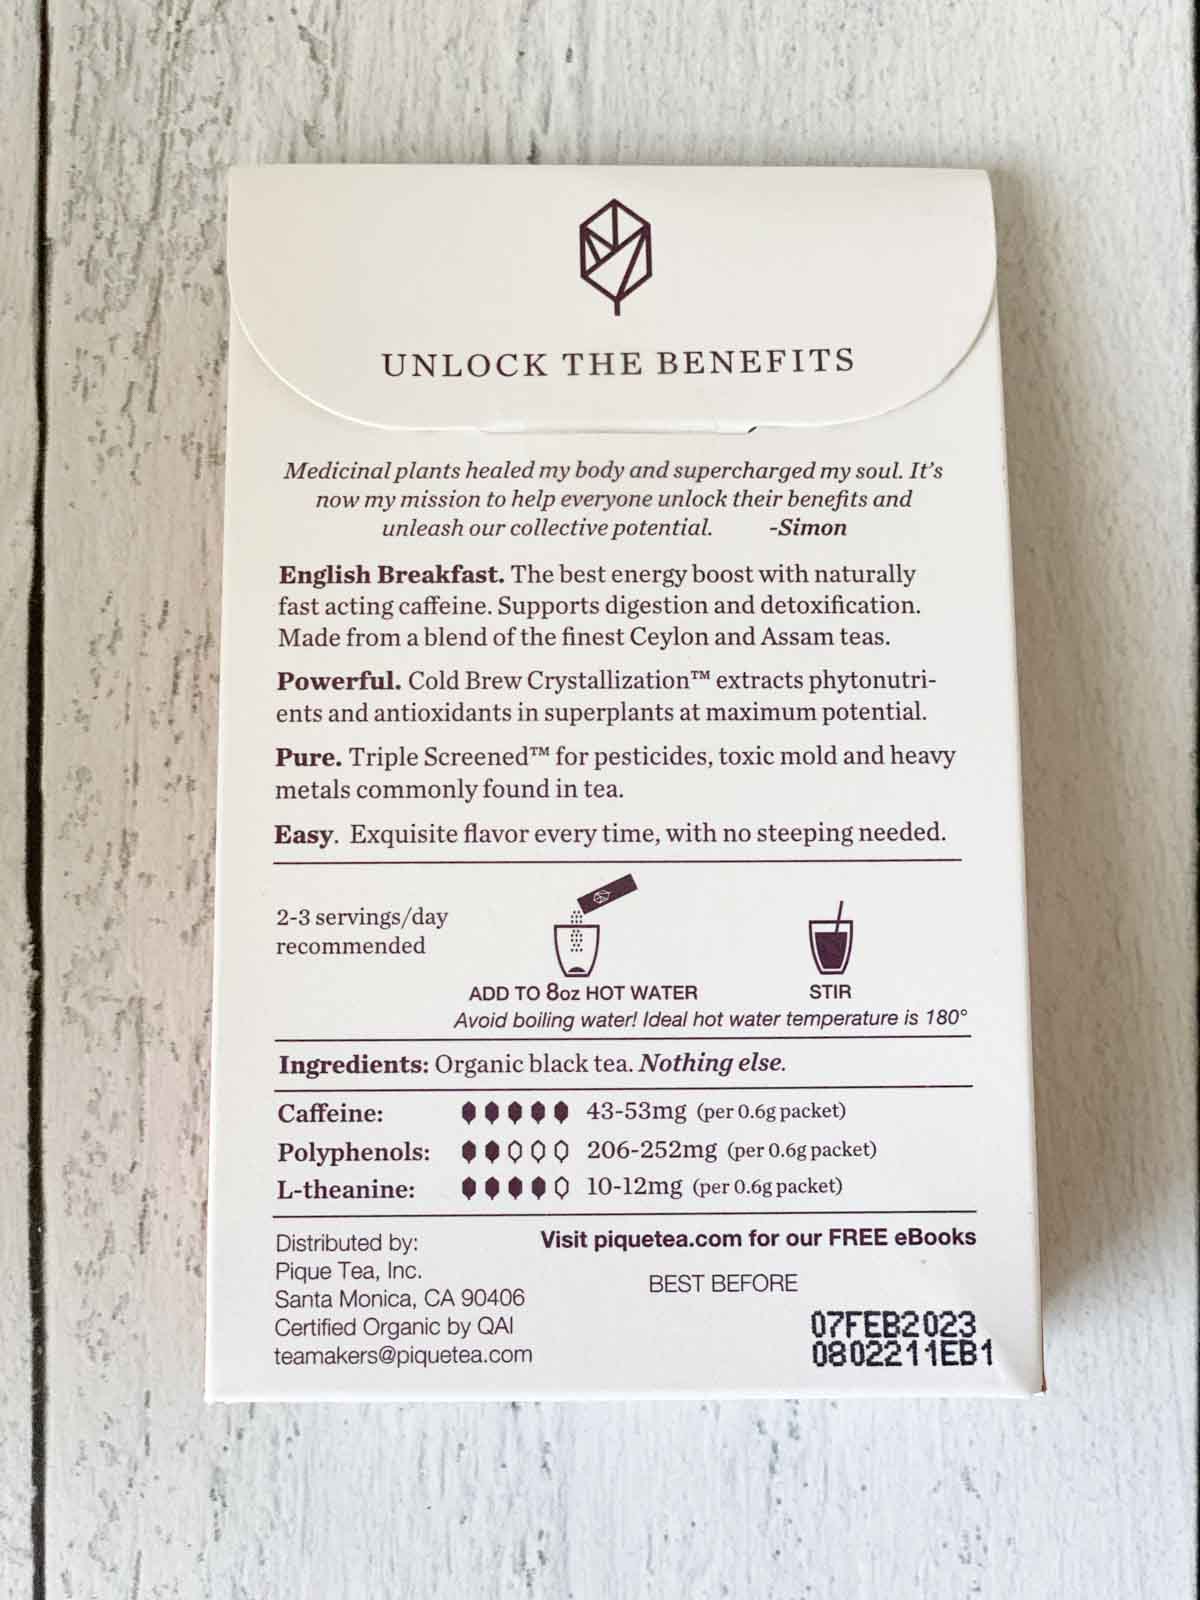 UNLOCK THE BENEFITS
Medicinal plants healed my body and supercharged my soul. It's
now my mission to help everyone unlock their benefits and
unleash our collective potential. -Simon
English Breakfast. The best energy boost with naturally
fast acting caffeine. Supports digestion and detoxification.
Made from a blend of the finest Ceylon and Assam teas.
Powerful. Cold Brew Crystallization™ extracts phytonutri-
ents and antioxidants in superplants at maximum potential.
Pure. Triple Screened™ for pesticides, toxic mold and heavy
metals commonly found in tea.
Easy. Exquisite flavor every time, with no steeping needed.
2-3 servings/day
recommended
ADD TO 8oz HOT WATER
STIR
Avoid boiling water! Ideal hot water temperature is 180°
Ingredients: Organic black tea. Nothing else.
Caffeine: 43-53mg (per 0.6g packet)
Polyphenols: 206-252mg (per 0.6g packet)
L-theanine: 10-12mg (per 0.6g packet)
Distributed by:
Pique Tea, Inc.
Santa Monica, CA 90406
Certified Organic by QAI
teamakers@piquetea.com
Visit piquetea.com for our FREE eBooks
BEST BEFORE
07FEB2023
0802211EB1